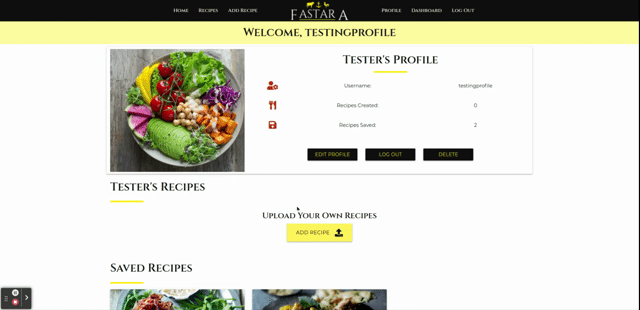 HOME RECIPES ADD RECIPE FASTARA PROFILE DASHBOARD LOG OUT
WELCOME, TESTINGPROFILE
TESTER'S PROFILE
Username: testingprofile
Recipes Created: 0
Recipes Saved: 2
EDIT PROFILE LOG OUT DELETE
TESTER'S RECIPES
UPLOAD YOUR OWN RECIPES
ADD RECIPE
SAVED RECIPES